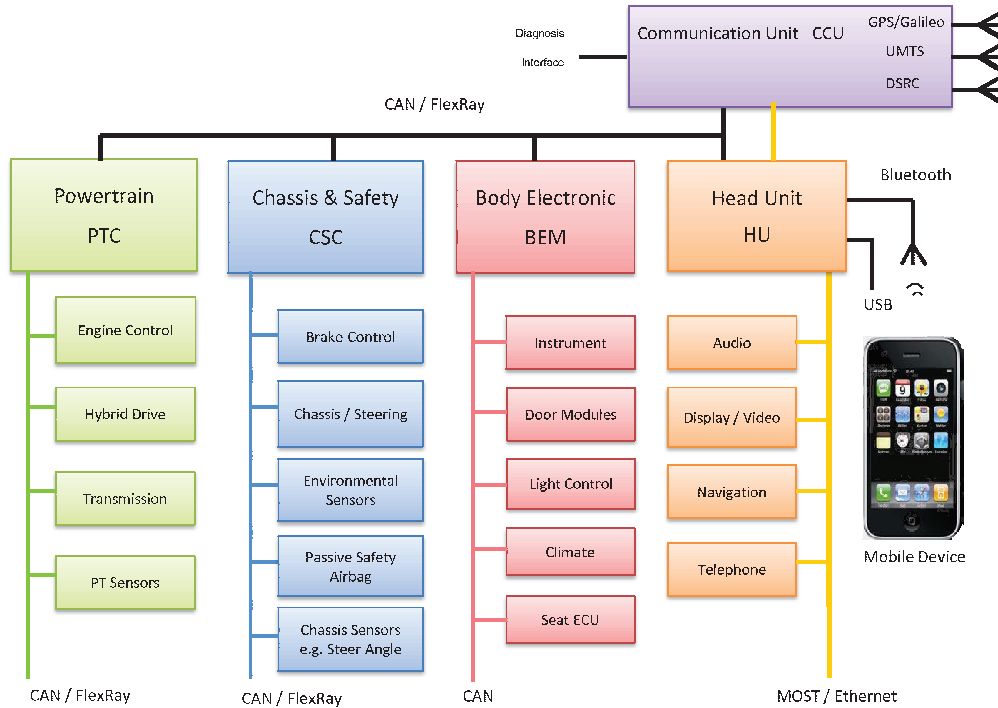 Diagnosis
Interface
Communication Unit CCU
GPS/Galileo
UMTS
DSRC
CAN / FlexRay
Powertrain
PTC
Chassis & Safety
CSC
Body Electronic
BEM
Head Unit
HU
Bluetooth
USB
Engine Control
Hybrid Drive
Transmission
PT Sensors
CAN / FlexRay
Brake Control
Chassis / Steering
Environmental
Sensors
Passive Safety
Airbag
Chassis Sensors
e.g. Steer Angle
CAN / FlexRay
Instrument
Door Modules
Light Control
Climate
Seat ECU
CAN
Audio
Display / Video
Navigation
Telephone
MOST / Ethernet
9
Mobile Device